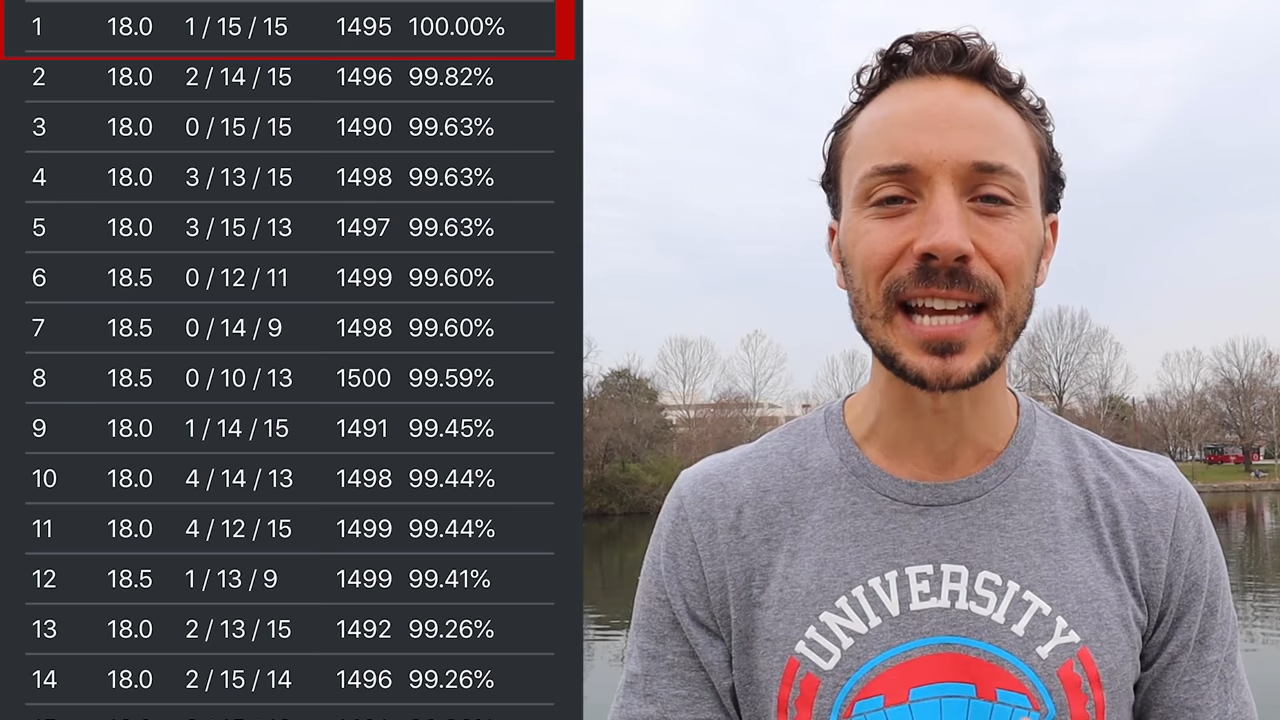 1 18.0 1 / 15 / 15 1495 100.00%
2 18.0 2 / 14 / 15 1496 99.82%
3 18.0 0 / 15 / 15 1490 99.63%
4 18.0 3 / 13 / 15 1498 99.63%
5 18.0 3 / 15 / 13 1497 99.63%
6 18.5 0 / 12 / 11 1499 99.60%
7 18.5 0 / 14 / 9 1498 99.60%
8 18.5 0 / 10 / 13 1500 99.59%
9 18.0 1 / 14 / 15 1491 99.45%
10 18.0 4 / 14 / 13 1498 99.44%
11 18.0 4 / 12 / 15 1499 99.44%
12 18.5 1 / 13 / 9 1499 99.41%
13 18.0 2 / 13 / 15 1492 99.26%
14 18.0 2 / 15 / 14 1496 99.26%
UNIVERSITY